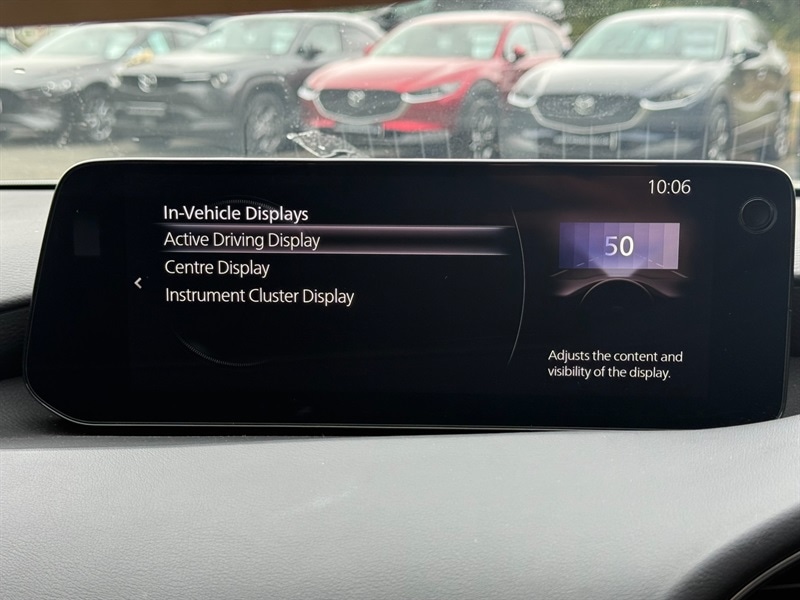 10:06
In-Vehicle Displays
Active Driving Display
Centre Display
Instrument Cluster Display
50
Adjusts the content and
visibility of the display.